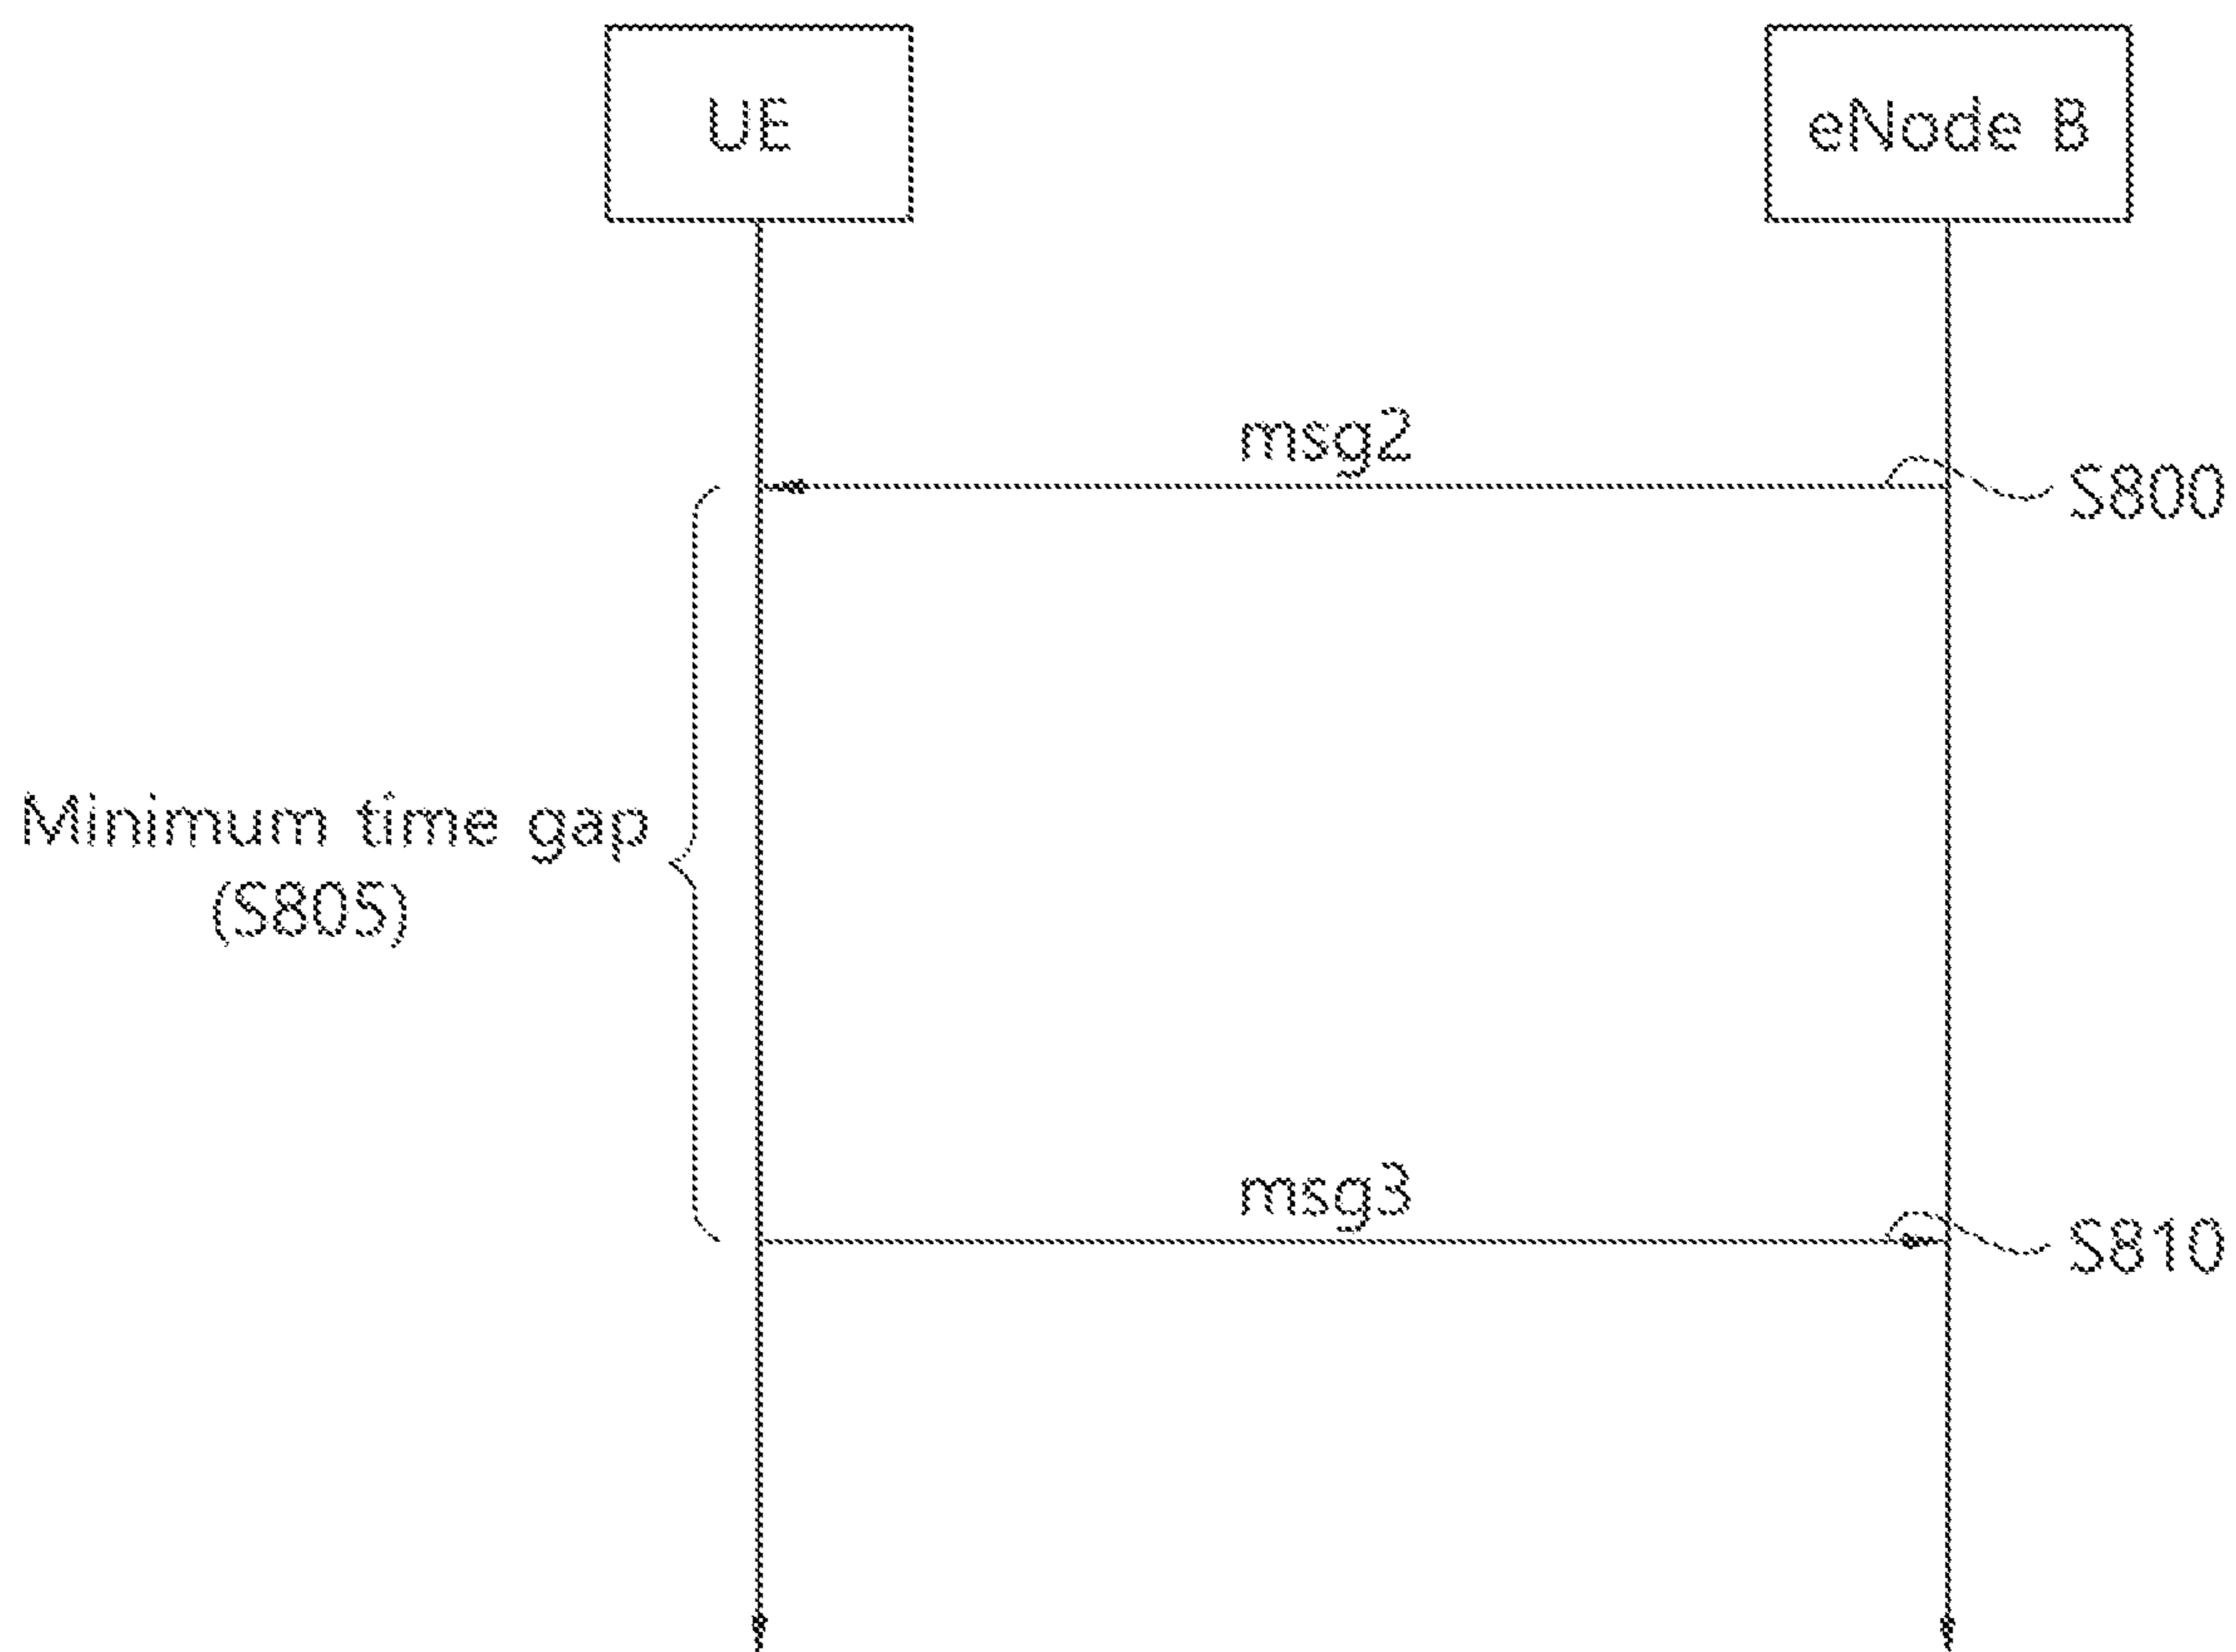 UE
eNode B
msg2
S800
Minimum time gap
(S805)
msg3
S810